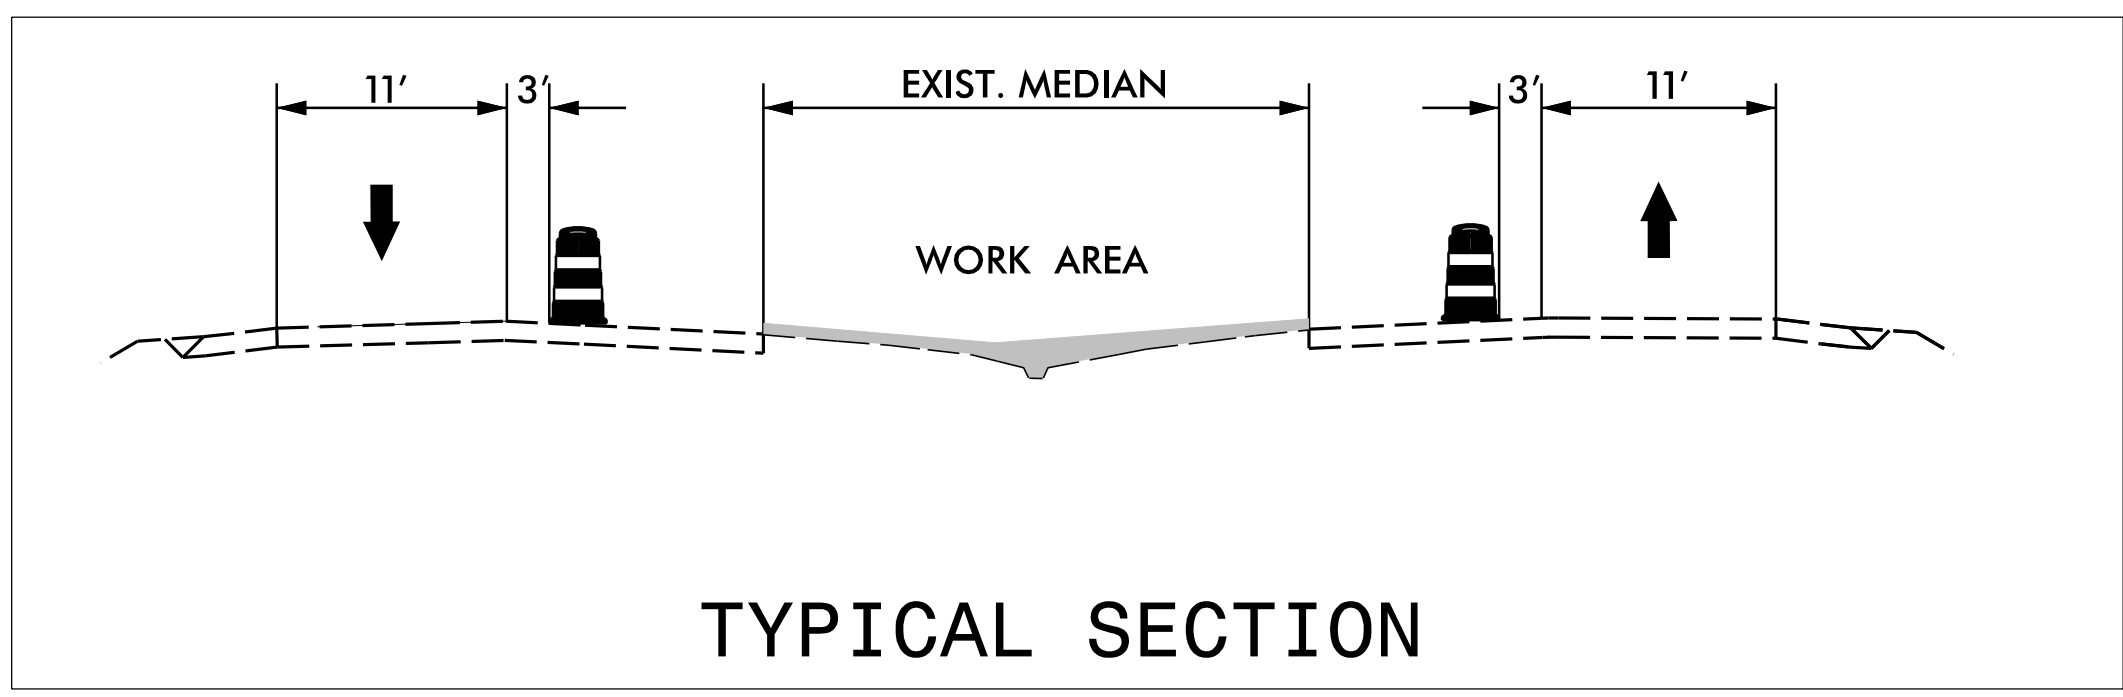 11' 3' EXIST. MEDIAN 3' 11'
WORK AREA
TYPICAL SECTION